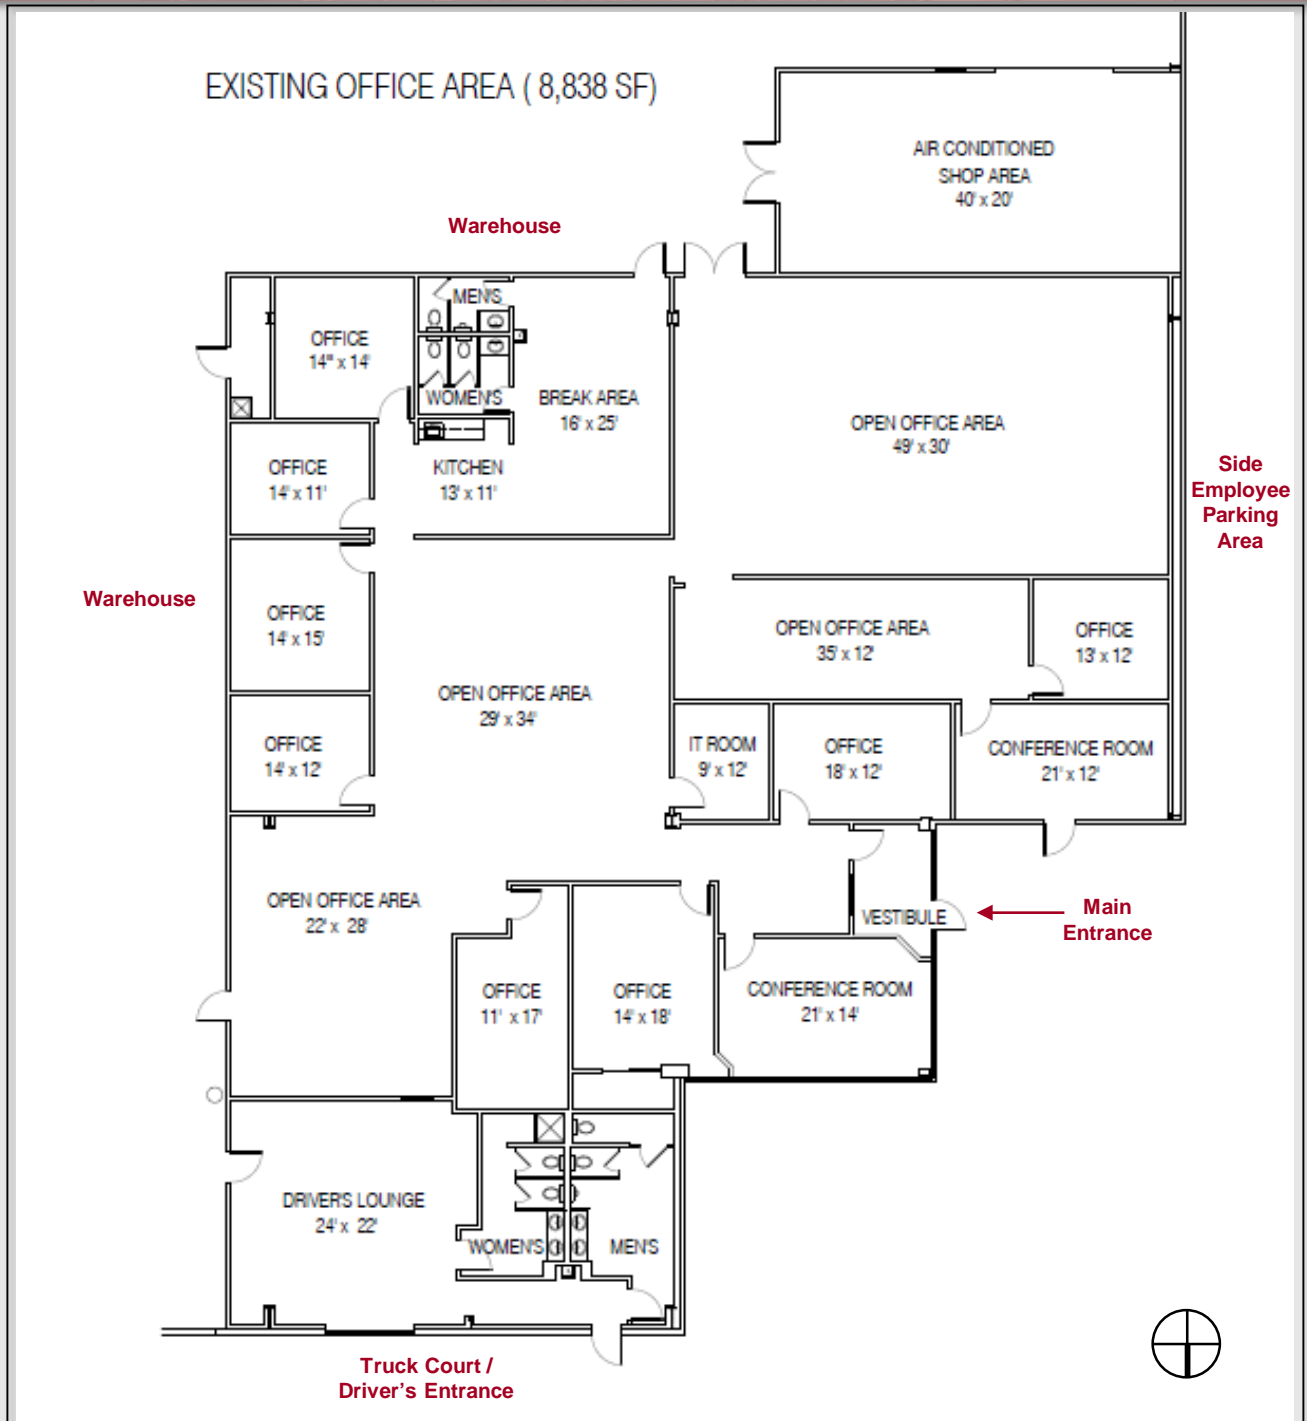 EXISTING OFFICE AREA ( 8,838 SF)
AIR CONDITIONED
SHOP AREA
40' x 20'
Warehouse
MEN'S
OFFICE
14'" x 14'
WOMEN'S
BREAK AREA
16' x 25'
OPEN OFFICE AREA
49' x 30'
OFFICE
14' x 11'
KITCHEN
13' x 11'
Side
Employee
Parking
Area
Warehouse
OFFICE
14' x 15'
OPEN OFFICE AREA
35' x 12'
OFFICE
13' x 12'
OPEN OFFICE AREA
29' x 34'
OFFICE
14' x 12'
IT ROOM
9' x 12'
OFFICE
18' x 12'
CONFERENCE ROOM
21' x 12'
OPEN OFFICE AREA
22' x 28'
VESTIBULE
Main
Entrance
OFFICE
11' x 17'
OFFICE
14' x 18'
CONFERENCE ROOM
21' x 14'
DRIVER'S LOUNGE
24' x 22'
WOMEN'S
MEN'S
Truck Court /
Driver's Entrance